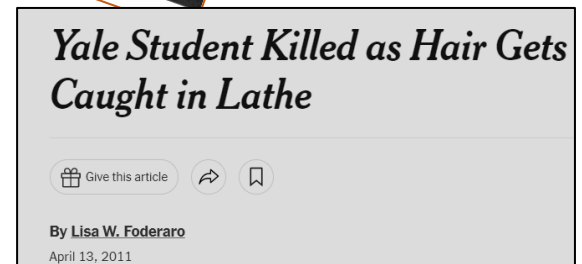 Yale Student Killed as Hair Gets
Caught in Lathe
Give this article
By Lisa W. Foderaro
April 13, 2011